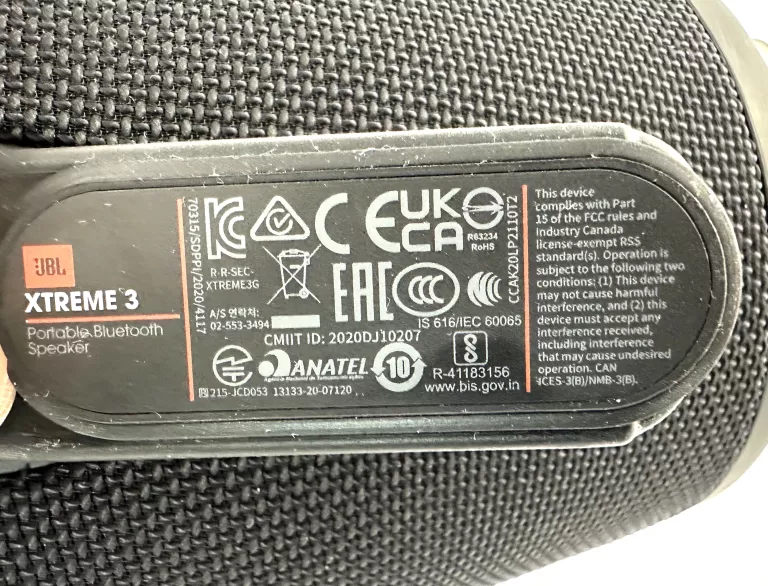 JBL
XTREME 3
Portable Bluetooth
Speaker
70315/SDPPI/2020/4117
R-R-SEC-
XTREME3G
A/S 연락처:
02-553-3494
CE
UK
CA
R63234
RoHS
EAC
CCC
CCAK20LP2110T2
IS 616/IEC 60065
CMIIT ID: 2020DJ10207
ANATEL
Agência Nacional de Telecomunicações
10
R-41183156
www.bis.gov.in
215-JCD053 13133-20-07120
This device
complies with Part
15 of the FCC rules and
Industry Canada
license-exempt RSS
standard(s). Operation is
subject to the following two
conditions: (1) This device
may not cause harmful
interference, and (2) this
device must accept any
interference received,
including interference
that may cause undesired
operation. CAN
ICES-3(B)/NMB-3(B).